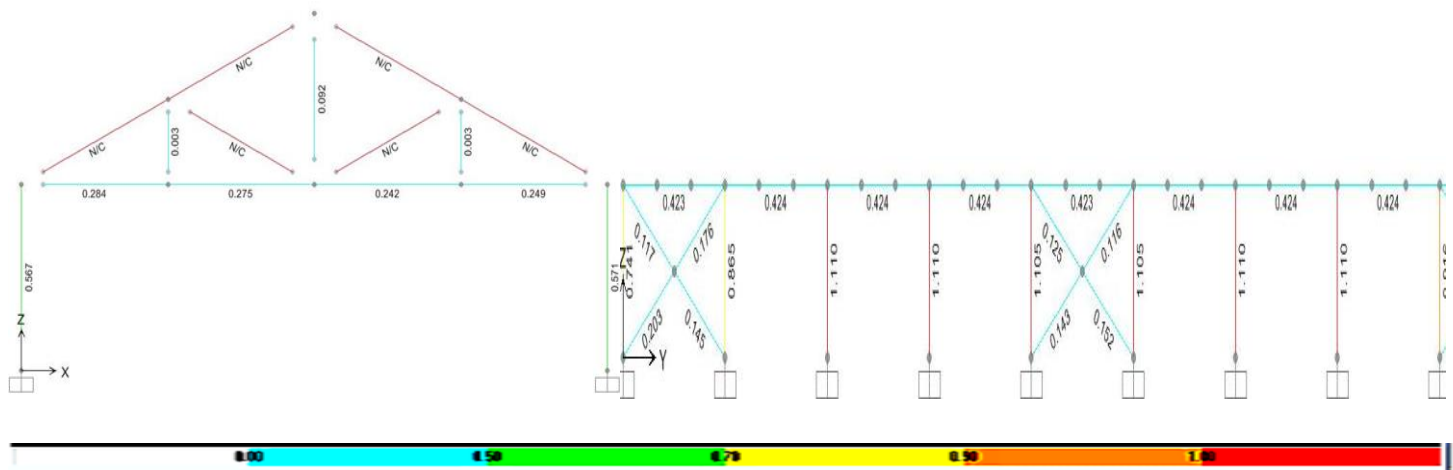 N/C N/C
0.092
N/C 0.003 N/C N/C 0.003 N/C
0.284 0.275 0.242 0.249
0.567 0.571
Z
X
0.423 0.424 0.424 0.424 0.423 0.424 0.424 0.424
0.117 0.176 0.125 0.116
Z 0.741 0.865 1.110 1.110 1.105 1.105 1.110 1.110
0.203 0.145 0.143 0.152
Y
0.00 0.50 0.70 0.90 1.00